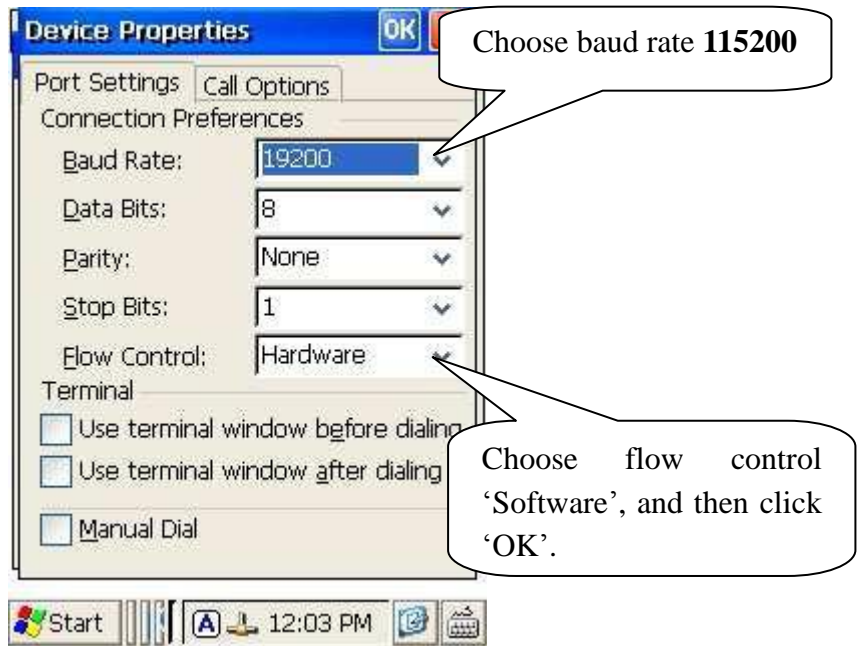 Device Properties OK
Choose baud rate 115200
Port Settings Call Options
Connection Preferences
Baud Rate: 19200
Data Bits: 8
Parity: None
Stop Bits: 1
Flow Control: Hardware
Terminal
Use terminal window before dialing
Use terminal window after dialing
Manual Dial
Choose flow control
‘Software’, and then click
‘OK’.
Start A 12:03 PM